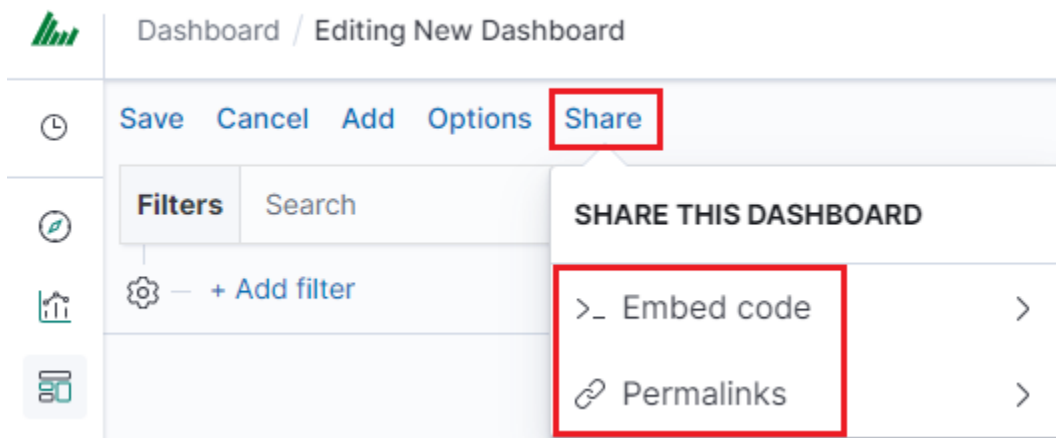 Dashboard / Editing New Dashboard
Save Cancel Add Options Share
Filters Search
SHARE THIS DASHBOARD
+ Add filter
>_ Embed code
Permalinks